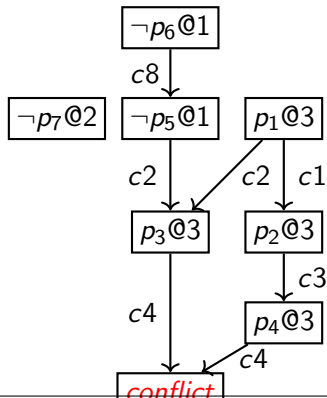 ¬p₆@1
c8
¬p₇@2 ¬p₅@1 p₁@3
c2 c2 c1
p₃@3 p₂@3
c3
c4 p₄@3
c4
conflict